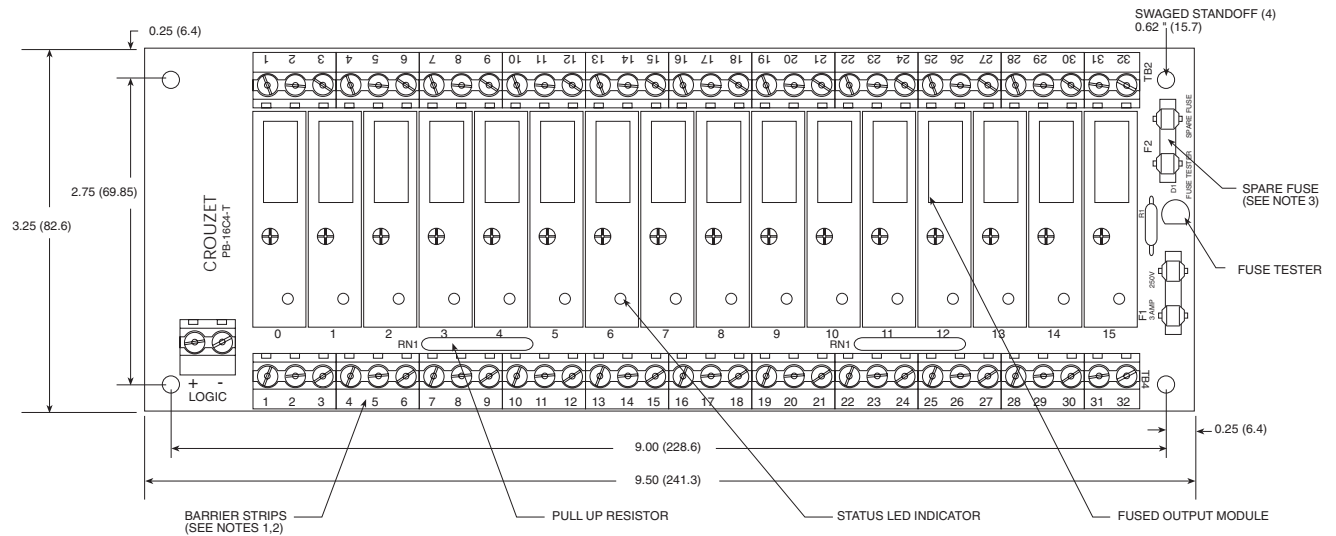 SWAGED STANDOFF (4)
0.62 " (15.7)
0.25 (6.4)
1 2 3 4 5 6 7 8 9 10 11 12 13 14 15 16 17 18 19 20 21 22 23 24 25 26 27 28 29 30 31 32
TB2
SPARE FUSE
F2
FUSE TESTER
D1
SPARE FUSE
(SEE NOTE 3)
2.75 (69.85)
3.25 (82.6)
CROUZET
PB-16C4-T
R1
FUSE TESTER
250V
3 AMP
F1
0 1 2 3 4 5 6 7 8 9 10 11 12 13 14 15
RN1
RN1
+ -
LOGIC
TB4
1 2 3 4 5 6 7 8 9 10 11 12 13 14 15 16 17 18 19 20 21 22 23 24 25 26 27 28 29 30 31 32
0.25 (6.4)
9.00 (228.6)
9.50 (241.3)
BARRIER STRIPS
(SEE NOTES 1,2)
PULL UP RESISTOR
STATUS LED INDICATOR
FUSED OUTPUT MODULE